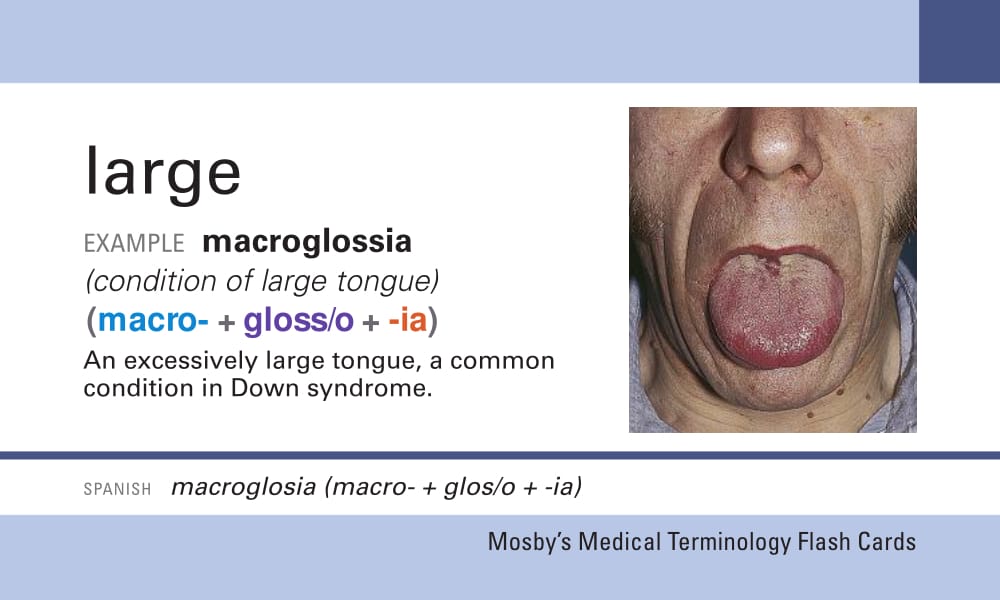 large
EXAMPLE macroglossia
(condition of large tongue)
(macro- + gloss/o + -ia)
An excessively large tongue, a common
condition in Down syndrome.
SPANISH macroglosia (macro- + glos/o + -ia)
Mosby's Medical Terminology Flash Cards